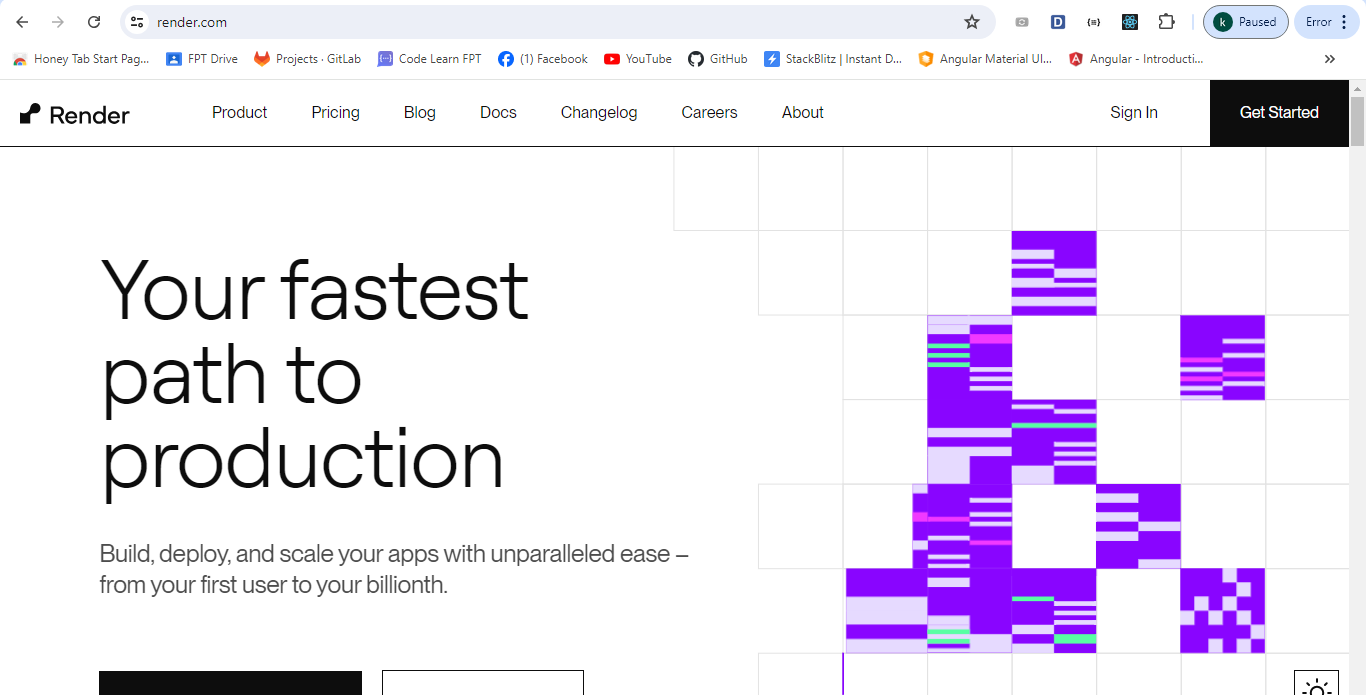 render.com
k Paused
Error
Honey Tab Start Pag...
FPT Drive
Projects · GitLab
Code Learn FPT
(1) Facebook
YouTube
GitHub
StackBlitz | Instant D...
Angular Material UI...
Angular - Introducti...
Render
Product
Pricing
Blog
Docs
Changelog
Careers
About
Sign In
Get Started
Your fastest
path to
production
Build, deploy, and scale your apps with unparalleled ease –
from your first user to your billionth.